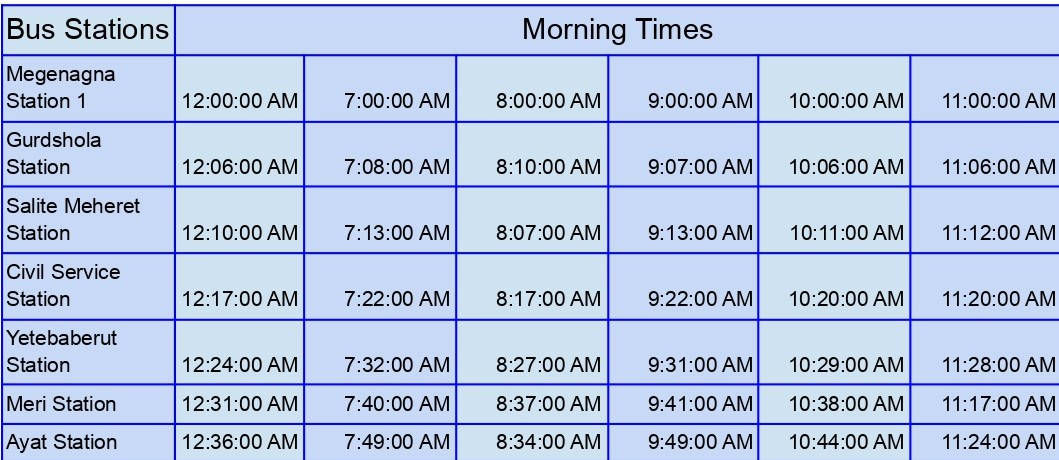 Bus Stations Morning Times
Megenagna
Station 1 12:00:00 AM 7:00:00 AM 8:00:00 AM 9:00:00 AM 10:00:00 AM 11:00:00 AM
Gurdshola
Station 12:06:00 AM 7:08:00 AM 8:10:00 AM 9:07:00 AM 10:06:00 AM 11:06:00 AM
Salite Meheret
Station 12:10:00 AM 7:13:00 AM 8:07:00 AM 9:13:00 AM 10:11:00 AM 11:12:00 AM
Civil Service
Station 12:17:00 AM 7:22:00 AM 8:17:00 AM 9:22:00 AM 10:20:00 AM 11:20:00 AM
Yetebaberut
Station 12:24:00 AM 7:32:00 AM 8:27:00 AM 9:31:00 AM 10:29:00 AM 11:28:00 AM
Meri Station 12:31:00 AM 7:40:00 AM 8:37:00 AM 9:41:00 AM 10:38:00 AM 11:17:00 AM
Ayat Station 12:36:00 AM 7:49:00 AM 8:34:00 AM 9:49:00 AM 10:44:00 AM 11:24:00 AM